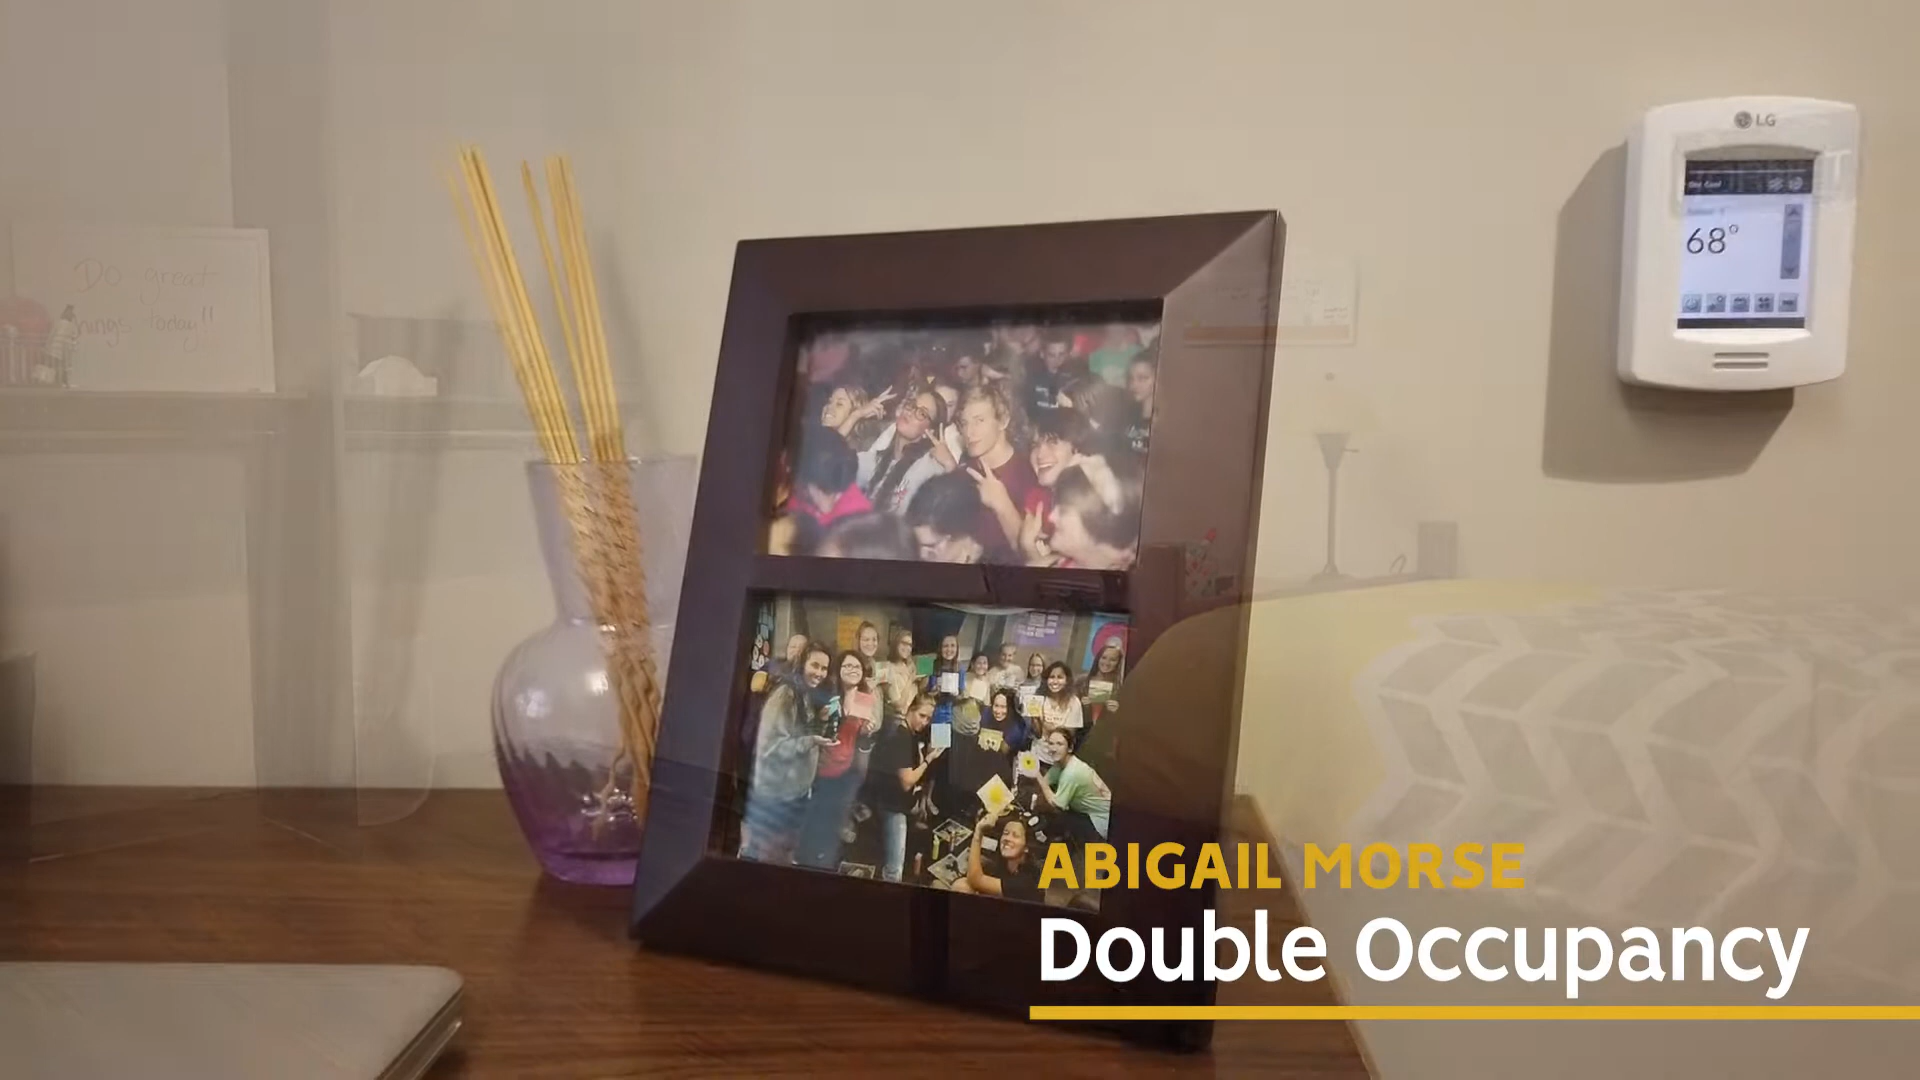 Do great
things today!!
LG
68°
ABIGAIL MORSE
Double Occupancy